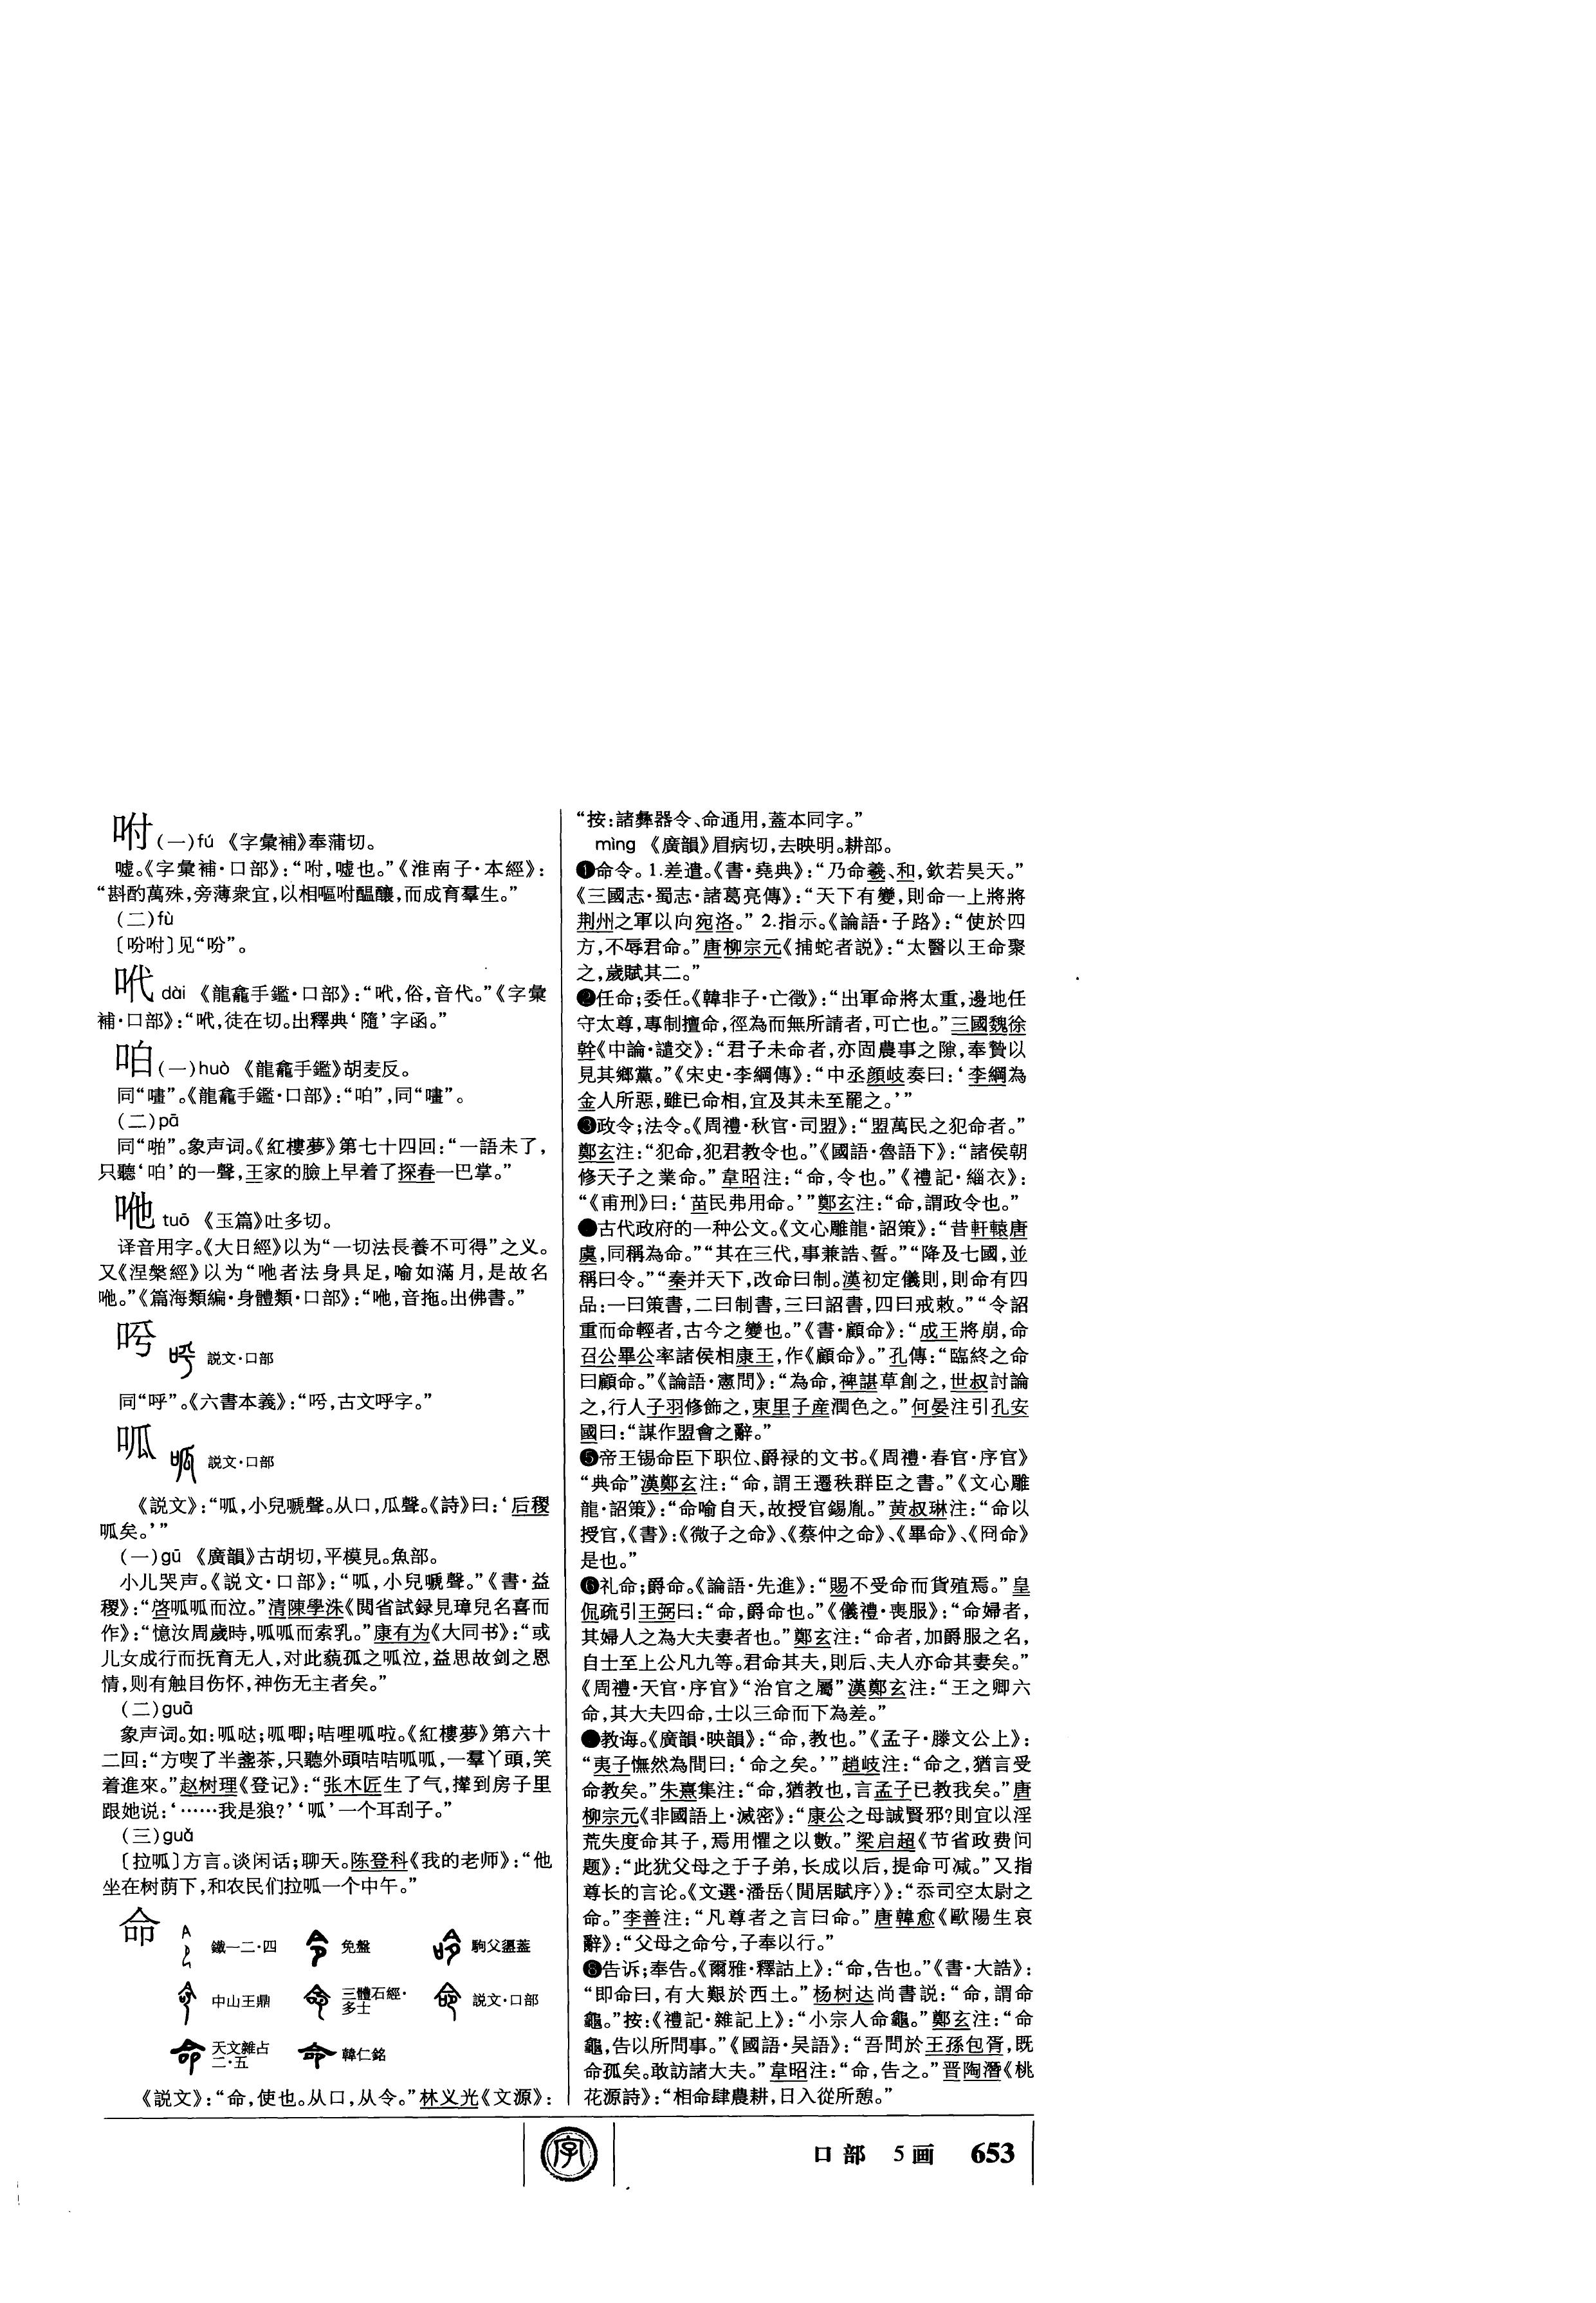 咐(一)fú 《字彙補》奉蒲切。
嘘。《字彙補·口部》:“咐,嘘也。”《淮南子·本經》:
“斟酌萬殊,旁薄衆宜,以相嘔咐醖釀,而成育羣生。”
(二)fù
〔吩咐〕见“吩”。
呔 dài 《龍龕手鑑·口部》:“呔,俗,音代。”《字彙
補·口部》:“呔,徒在切。出釋典‘隨’字函。”
㕷(一)huò 《龍龕手鑑》胡麦反。
同“嚍”。《龍龕手鑑·口部》:“㕷”,同“嚍”。
(二)pā
同“啪”。象声词。《紅樓夢》第七十四回:“一語未了,
只聽‘㕷’的一聲,王家的臉上早着了探春一巴掌。”
咃 tuō 《玉篇》吐多切。
译音用字。《大日經》以为“一切法長養不可得”之义。
又《涅槃經》以为“咃者法身具足,喻如滿月,是故名
咃。”《篇海類編·身體類·口部》:“咃,音拖。出佛書。”
㕾 説文·口部
同“呼”。《六書本義》:“㕾,古文呼字。”
呱 説文·口部
《説文》:“呱,小兒嗁聲。从口,瓜聲。《詩》曰:‘后稷
呱矣。’”
(一)gū 《廣韻》古胡切,平模見。魚部。
小儿哭声。《説文·口部》:“呱,小兒嗁聲。”《書·益
稷》:“啓呱呱而泣。”清陳學洙《閲省試録見璋兒名喜而
作》:“憶汝周歲時,呱呱而索乳。”康有为《大同书》:“或
儿女成行而抚育无人,对此藐孤之呱泣,益思故剑之恩
情,则有触目伤怀,神伤无主者矣。”
(二)guā
象声词。如:呱哒;呱唧;咭哩呱啦。《紅樓夢》第六十
二回:“方喫了半盞茶,只聽外頭咭咭呱呱,一羣丫頭,笑
着進來。”赵树理《登记》:“张木匠生了气,撵到房子里
跟她说:‘……我是狼?’‘呱’一个耳刮子。”
(三)guǎ
〔拉呱〕方言。谈闲话;聊天。陈登科《我的老师》:“他
坐在树荫下,和农民们拉呱一个中午。”
命 鐵一二·四 免盤 駒父盨蓋
中山王鼎 三體石經·多士 説文·口部
天文雜占二·五 韓仁銘
《説文》:“命,使也。从口,从令。”林义光《文源》:
“按:諸彝器令、命通用,蓋本同字。”
mìng 《廣韻》眉病切,去映明。耕部。
❶命令。1.差遣。《書·堯典》:“乃命羲、和,欽若昊天。”
《三國志·蜀志·諸葛亮傳》:“天下有變,則命一上將將
荆州之軍以向宛洛。” 2.指示。《論語·子路》:“使於四
方,不辱君命。”唐柳宗元《捕蛇者説》:“太醫以王命聚
之,歲賦其二。”
❷任命;委任。《韓非子·亡徵》:“出軍命將太重,邊地任
守太尊,專制擅命,徑為而無所請者,可亡也。”三國魏徐
幹《中論·譴交》:“君子未命者,亦固農事之隙,奉贄以
見其鄉黨。”《宋史·李綱傳》:“中丞顔岐奏曰:‘李綱為
金人所惡,雖已命相,宜及其未至罷之。’”
❸政令;法令。《周禮·秋官·司盟》:“盟萬民之犯命者。”
鄭玄注:“犯命,犯君教令也。”《國語·魯語下》:“諸侯朝
修天子之業命。”韋昭注:“命,令也。”《禮記·緇衣》:
“《甫刑》曰:‘苗民弗用命。’”鄭玄注:“命,謂政令也。”
●古代政府的一种公文。《文心雕龍·詔策》:“昔軒轅唐
虞,同稱為命。”“其在三代,事兼誥、誓。”“降及七國,並
稱曰令。”“秦并天下,改命曰制。漢初定儀則,則命有四
品:一曰策書,二曰制書,三曰詔書,四曰戒敕。”“令詔
重而命輕者,古今之變也。”《書·顧命》:“成王將崩,命
召公畢公率諸侯相康王,作《顧命》。”孔傳:“臨終之命
曰顧命。”《論語·憲問》:“為命,裨諶草創之,世叔討論
之,行人子羽修飾之,東里子産潤色之。”何晏注引孔安
國曰:“謀作盟會之辭。”
❺帝王锡命臣下职位、爵禄的文书。《周禮·春官·序官》
“典命”漢鄭玄注:“命,謂王遷秩群臣之書。”《文心雕
龍·詔策》:“命喻自天,故授官錫胤。”黄叔琳注:“命以
授官,《書》:《微子之命》、《蔡仲之命》、《畢命》、《冏命》
是也。”
❻礼命;爵命。《論語·先進》:“賜不受命而貨殖焉。”皇
侃疏引王弼曰:“命,爵命也。”《儀禮·喪服》:“命婦者,
其婦人之為大夫妻者也。”鄭玄注:“命者,加爵服之名,
自士至上公凡九等。君命其夫,則后、夫人亦命其妻矣。”
《周禮·天官·序官》“治官之屬”漢鄭玄注:“王之卿六
命,其大夫四命,士以三命而下為差。”
●教诲。《廣韻·映韻》:“命,教也。”《孟子·滕文公上》:
“夷子憮然為間曰:‘命之矣。’”趙岐注:“命之,猶言受
命教矣。”朱熹集注:“命,猶教也,言孟子已教我矣。”唐
柳宗元《非國語上·滅密》:“康公之母誠賢邪?則宜以淫
荒失度命其子,焉用懼之以數。”梁启超《节省政费问
题》:“此犹父母之于子弟,长成以后,提命可减。”又指
尊长的言论。《文選·潘岳〈閒居賦序〉》:“忝司空太尉之
命。”李善注:“凡尊者之言曰命。”唐韓愈《歐陽生哀
辭》:“父母之命兮,子奉以行。”
❽告诉;奉告。《爾雅·釋詁上》:“命,告也。”《書·大誥》:
“即命曰,有大艱於西土。”杨树达尚書説:“命,謂命
龜。”按:《禮記·雜記上》:“小宗人命龜。”鄭玄注:“命
龜,告以所問事。”《國語·吴語》:“吾問於王孫包胥,既
命孤矣。敢訪諸大夫。”韋昭注:“命,告之。”晋陶潛《桃
花源詩》:“相命肆農耕,日入從所憩。”
字
口部 5画 653